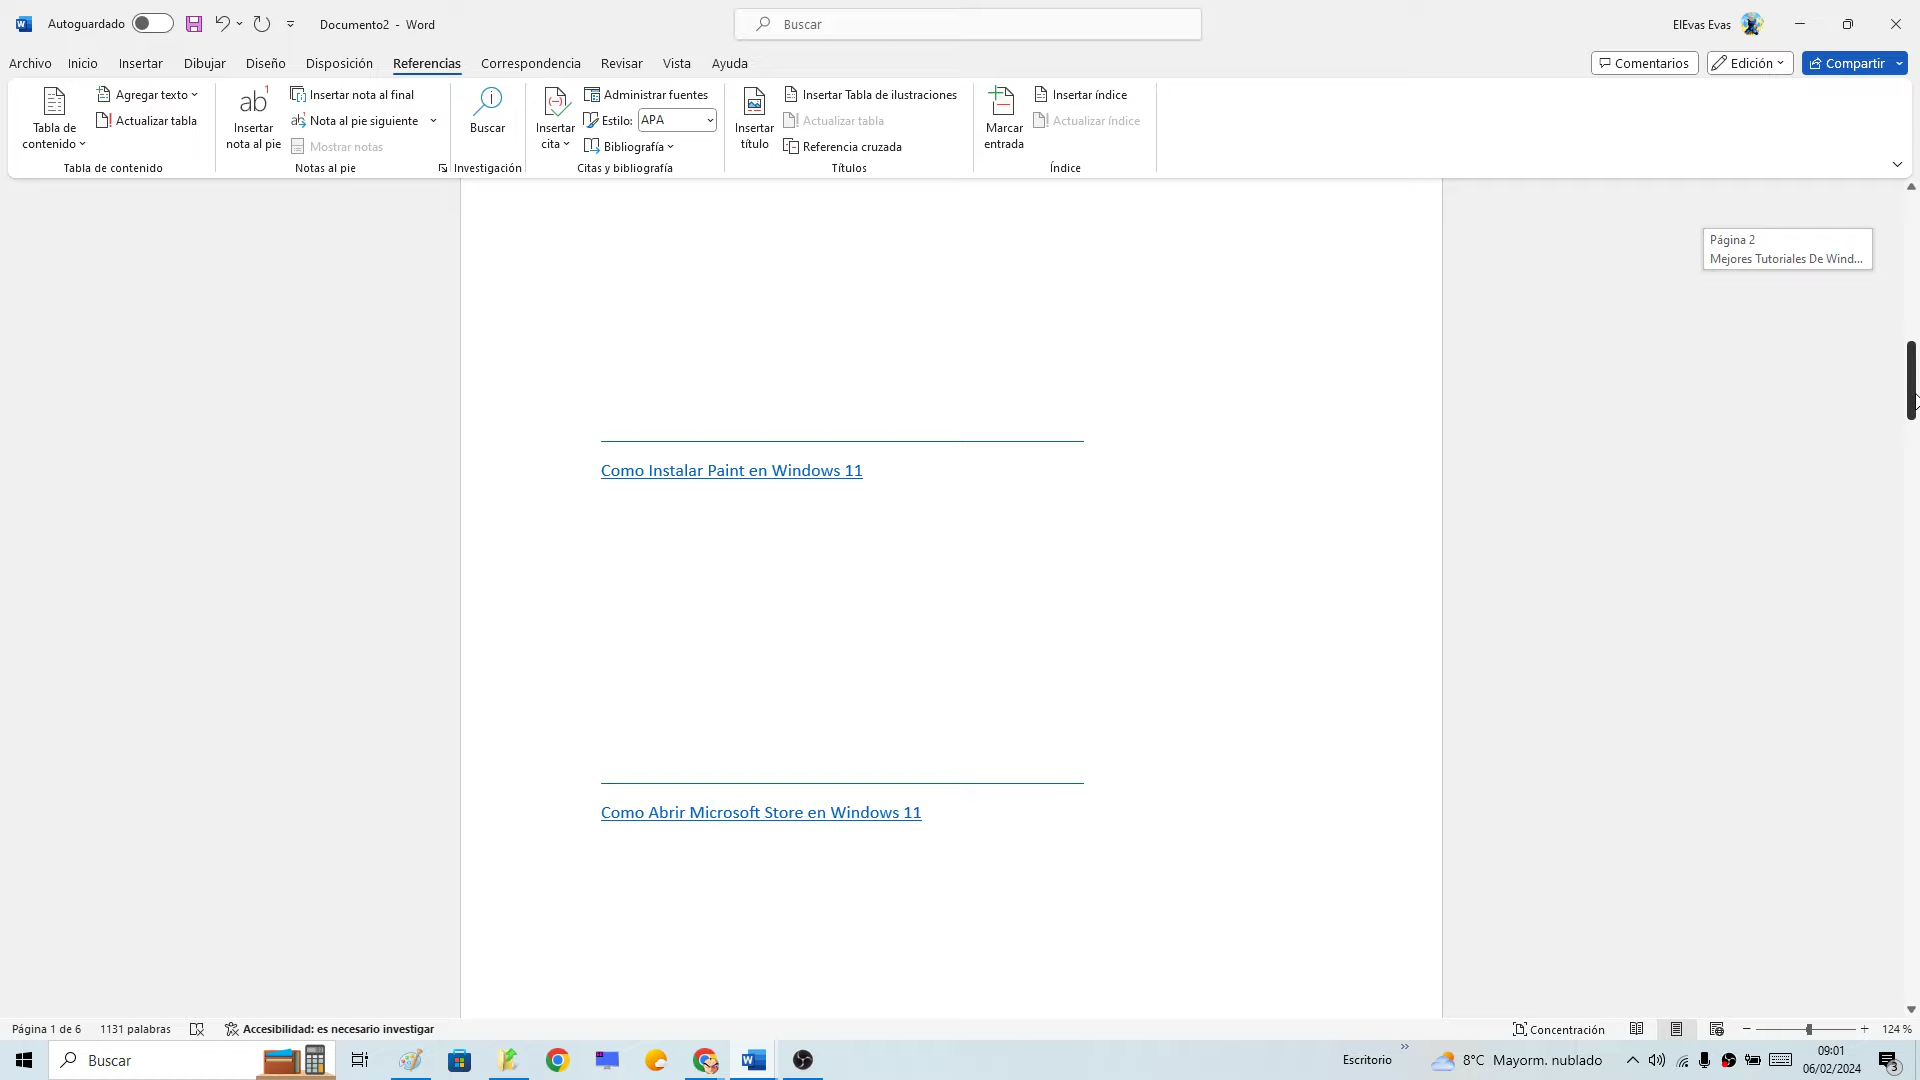 Autoguardado
Documento2 - Word
Buscar
ElEvas Evas
Archivo Inicio Insertar Dibujar Diseño Disposición Referencias Correspondencia Revisar Vista Ayuda
Comentarios Edición Compartir
Tabla de
contenido
Agregar texto
Actualizar tabla
Tabla de contenido
ab1
Insertar
nota al pie
Insertar nota al final
Nota al pie siguiente
Mostrar notas
Notas al pie
Buscar
Investigación
Insertar
cita
Administrar fuentes
Estilo: APA
Bibliografía
Citas y bibliografía
Insertar
título
Insertar Tabla de ilustraciones
Actualizar tabla
Referencia cruzada
Títulos
Marcar
entrada
Insertar índice
Actualizar índice
Índice
Página 2
Mejores Tutoriales De Wind...
Como Instalar Paint en Windows 11
Como Abrir Microsoft Store en Windows 11
Página 1 de 6 1131 palabras Accesibilidad: es necesario investigar
Concentración
124 %
Buscar
Escritorio
8°C Mayorm. nublado
09:01
06/02/2024
3